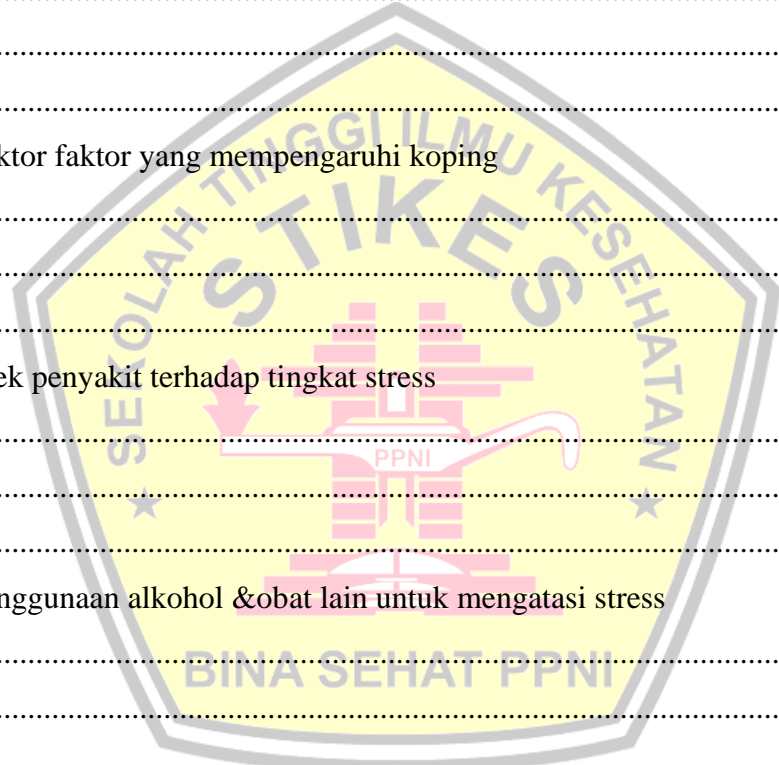 ................................................................................
................................................................................
................................................................................
ktor faktor yang mempengaruhi koping
................................................................................
................................................................................
................................................................................
ek penyakit terhadap tingkat stress
................................................................................
................................................................................
................................................................................
nggunaan alkohol &obat lain untuk mengatasi stress
................................................................................
................................................................................
SEKOLAH TINGGI ILMU KESEHATAN
STIKES
PPNI
BINA SEHAT PPNI